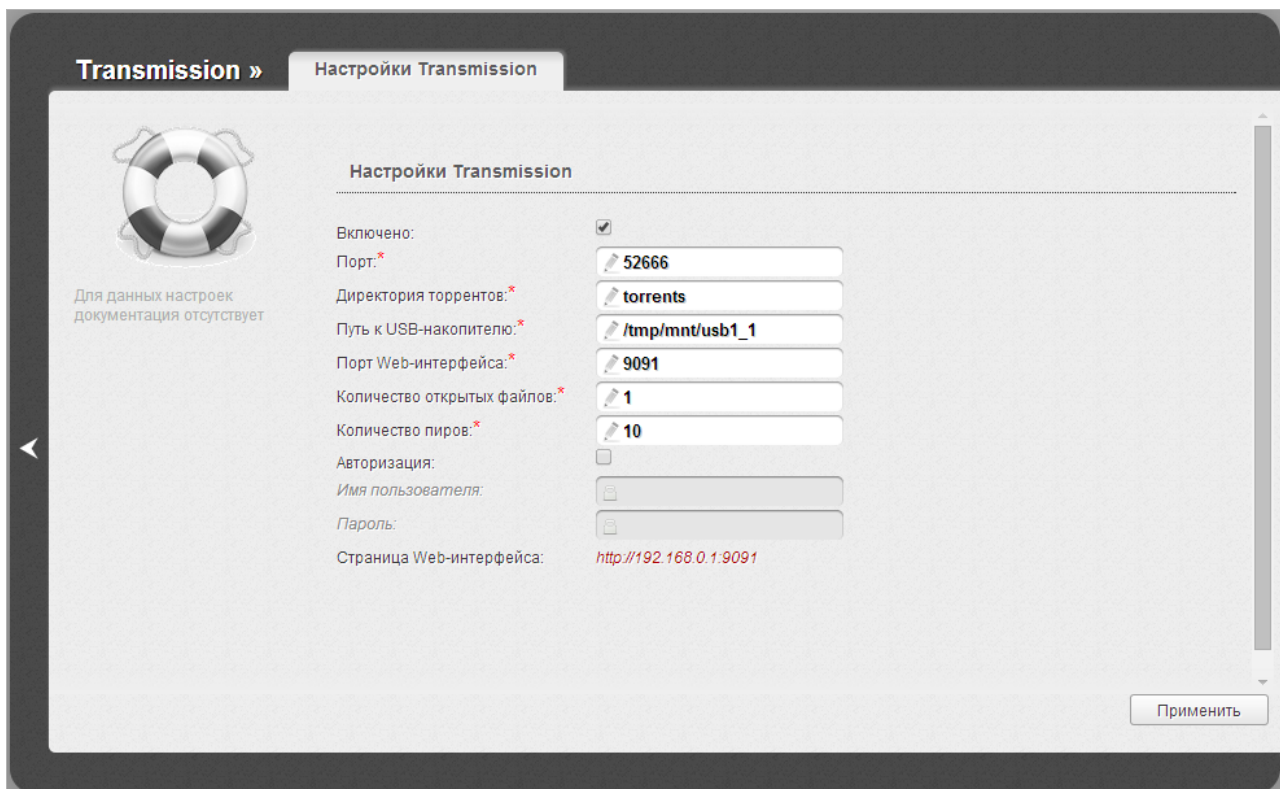 Transmission »
Настройки Transmission
Для данных настроек
документация отсутствует
Настройки Transmission
Включено:
Порт:* 52666
Директория торрентов:* torrents
Путь к USB-накопителю:* /tmp/mnt/usb1_1
Порт Web-интерфейса:* 9091
Количество открытых файлов:* 1
Количество пиров:* 10
Авторизация:
Имя пользователя:
Пароль:
Страница Web-интерфейса: http://192.168.0.1:9091
Применить